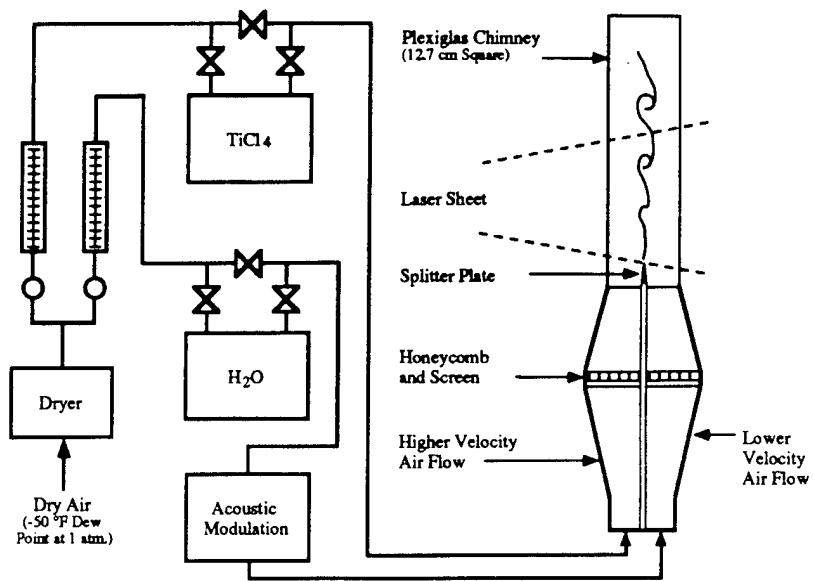 Plexiglas Chimney
(12.7 cm Square)
TiCl4
Laser Sheet
Splitter Plate
H2O
Honeycomb
and Screen
Dryer
Higher Velocity
Air Flow
Lower
Velocity
Air Flow
Dry Air
(-50 °F Dew
Point at 1 atm.)
Acoustic
Modulation